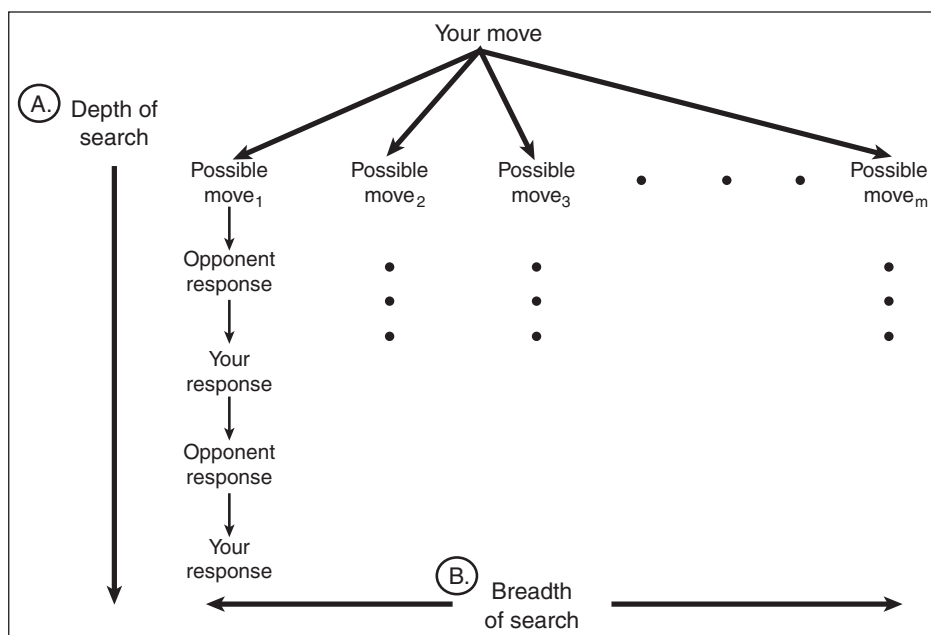 Your move
A. Depth of
search
Possible Possible Possible Possible
move₁ move₂ move₃ moveₘ
Opponent
response
Your
response
Opponent
response
Your
response
B. Breadth
of search